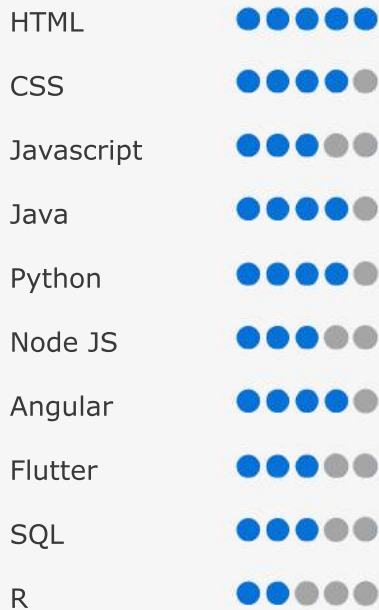 HTML
CSS
Javascript
Java
Python
Node JS
Angular
Flutter
SQL
R